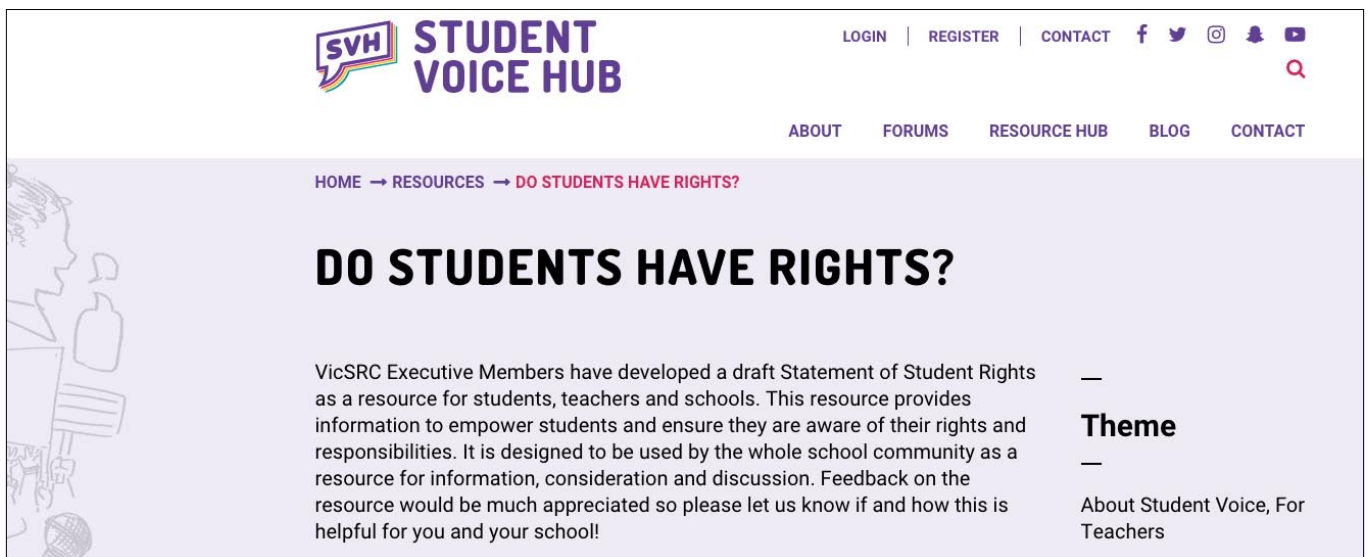 SVH
STUDENT
VOICE HUB
LOGIN | REGISTER | CONTACT
ABOUT FORUMS RESOURCE HUB BLOG CONTACT
HOME → RESOURCES → DO STUDENTS HAVE RIGHTS?
DO STUDENTS HAVE RIGHTS?
VicSRC Executive Members have developed a draft Statement of Student Rights
as a resource for students, teachers and schools. This resource provides
information to empower students and ensure they are aware of their rights and
responsibilities. It is designed to be used by the whole school community as a
resource for information, consideration and discussion. Feedback on the
resource would be much appreciated so please let us know if and how this is
helpful for you and your school!
Theme
About Student Voice, For
Teachers